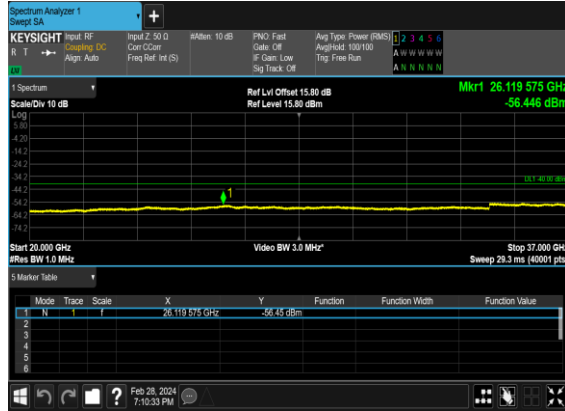 Spectrum Analyzer 1
Swept SA
KEYSIGHT
R T
LV
Input: RF
Coupling: DC
Align: Auto
Input Z: 50 Ω
Corr CCorr
Freq Ref: Int (S)
#Atten: 10 dB
PNO: Fast
Gate: Off
IF Gain: Low
Sig Track: Off
Avg Type: Power (RMS)
Avg|Hold: 100/100
Trig: Free Run
1 2 3 4 5 6
A W W W W W
A N N N N N
1 Spectrum
Scale/Div 10 dB
Ref Lvl Offset 15.80 dB
Ref Level 15.80 dBm
Mkr1 26.119 575 GHz
-56.446 dBm
Log
5.80
-4.20
-14.2
-24.2
-34.2
-44.2
-54.2
-64.2
-74.2
1
DL1 -40.00 dBm
Start 20.000 GHz
#Res BW 1.0 MHz
Video BW 3.0 MHz*
Stop 37.000 GHz
Sweep 29.3 ms (40001 pts)
5 Marker Table
Mode Trace Scale X Y Function Function Width Function Value
1 N 1 f 26.119 575 GHz -56.45 dBm
2
3
4
5
6
?
Feb 28, 2024
7:10:33 PM